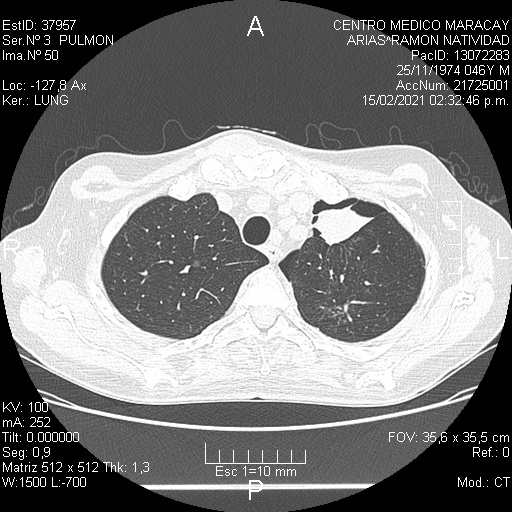 EstID: 37957
Ser.Nº 3 PULMON
Ima.Nº 50
Loc: -127,8 Ax
Ker.: LUNG
A
CENTRO MEDICO MARACAY
ARIAS^RAMON NATIVIDAD
PacID: 13072283
25/11/1974 046Y M
AccNum: 21725001
15/02/2021 02:32:46 p.m.
R
L
KV: 100
mA: 252
Tilt: 0.000000
Seg: 0,9
Matriz 512 x 512 Thk: 1,3
W:1500 L:-700
Esc 1=10 mm
P
FOV: 35,6 x 35,5 cm
Ref.: 0
Mod.: CT